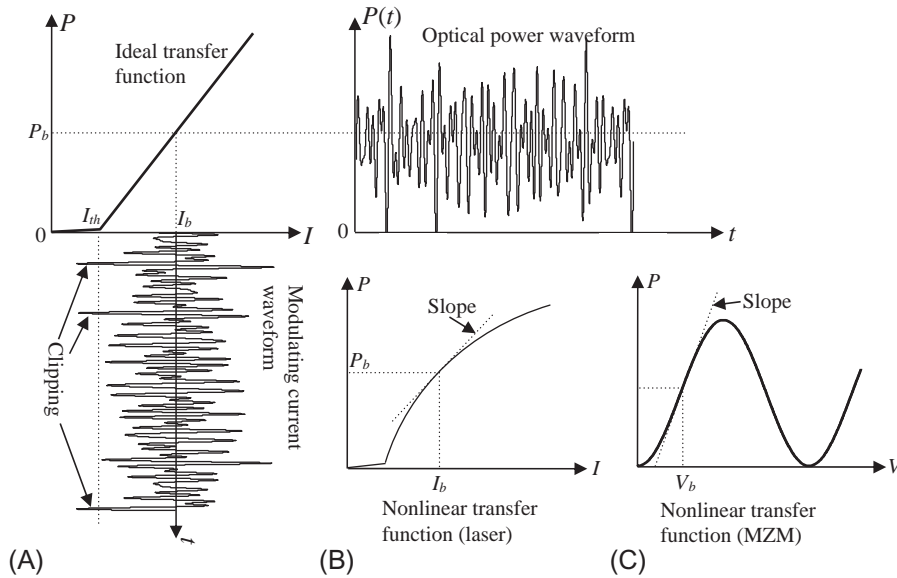 P
Ideal transfer
function
P_b
I_th
I_b
0
I
Clipping
Modulating current
waveform
t
(A)
P(t)
Optical power waveform
0
t
P
Slope
P_b
I_b
I
Nonlinear transfer
function (laser)
(B)
P
Slope
V_b
V
Nonlinear transfer
function (MZM)
(C)